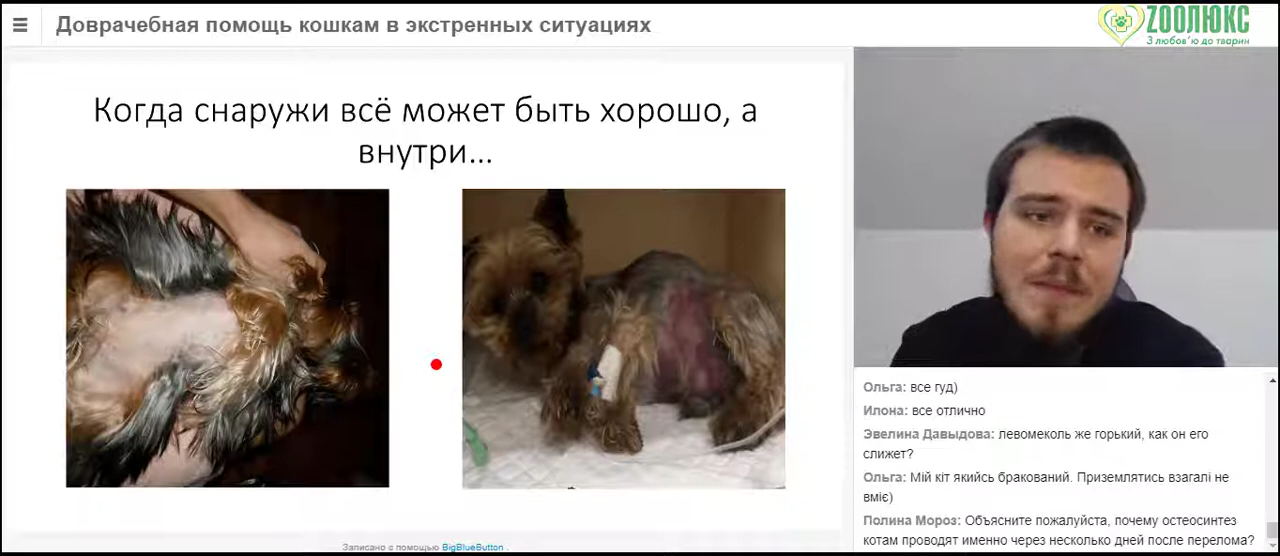 Доврачебная помощь кошкам в экстренных ситуациях
ZООЛЮКС
З любов'ю до тварин
Когда снаружи всё может быть хорошо, а
внутри...
Ольга: все гуд)
Илона: все отлично
Эвелина Давыдова: левомеколь же горький, как он его
слижет?
Ольга: Мій кіт якийсь бракований. Приземлятись взагалі не
вміє)
Полина Мороз: Объясните пожалуйста, почему остеосинтез
котам проводят именно через несколько дней после перелома?
Записано с помощью BigBlueButton .